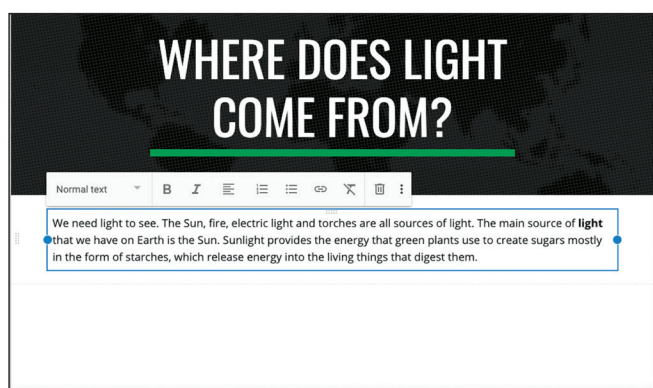 WHERE DOES LIGHT
COME FROM?
Normal text
B I
We need light to see. The Sun, fire, electric light and torches are all sources of light. The main source of light
that we have on Earth is the Sun. Sunlight provides the energy that green plants use to create sugars mostly
in the form of starches, which release energy into the living things that digest them.